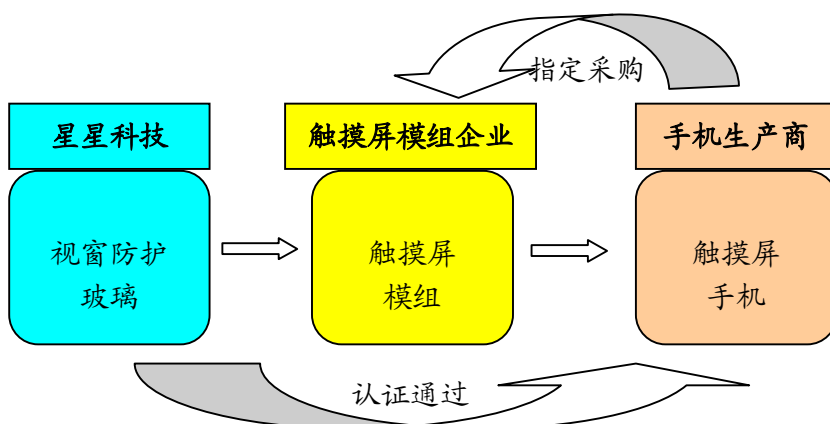 指定采购
星星科技
触摸屏模组企业
手机生产商
视窗防护
玻璃
触摸屏
模组
触摸屏
手机
认证通过